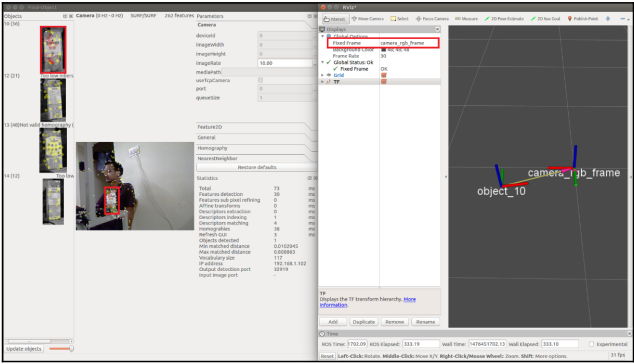 Find-Object
Objects
Camera (0 Hz - 0 Hz) SURF/SURF 262 features
Parameters
10 (56)
12 (21) Too low inliers
13 (48) Not valid homography (
14 (12) Too low
Update objects
Camera
deviceId 0
imageWidth 0
imageHeight 0
imageRate 10.00
mediaPath
useTcpCamera
port 0
queueSize 1
Feature2D
General
Homography
NearestNeighbor
Restore defaults
Statistics
Total 73 ms
Features detection 30 ms
Features sub pixel refining 0 ms
Affine transforms 0 ms
Descriptors extraction 0 ms
Descriptors indexing 1 ms
Descriptors matching 4 ms
Homographies 36 ms
Refresh GUI 3 ms
Objects detected 1
Min matched distance 0.0102945
Max matched distance
Vocabulary size 117
IP address 192.168.1.102
Output detection port 32919
Input image port -
RViz*
Interact Move Camera Select Focus Camera Measure 2D Pose Estimate 2D Nav Goal Publish Point
Displays
Global Options
Fixed Frame camera_rgb_frame
Background Color 48; 48; 48
Frame Rate 30
Global Status: Ok
Fixed Frame OK
Grid
TF
camera_rgb_frame
object_10
TF
Displays the TF transform hierarchy. More
Information.
Add Duplicate Remove Rename
Time
ROS Elapsed: 333.19 Wall Time: 1478451702.13 Wall Elapsed: 333.10 Experimental
Reset Left-Click: Rotate. Middle-Click: Move X/Y. Right-Click/Mouse Wheel: Zoom. Shift: More options. 31 fps